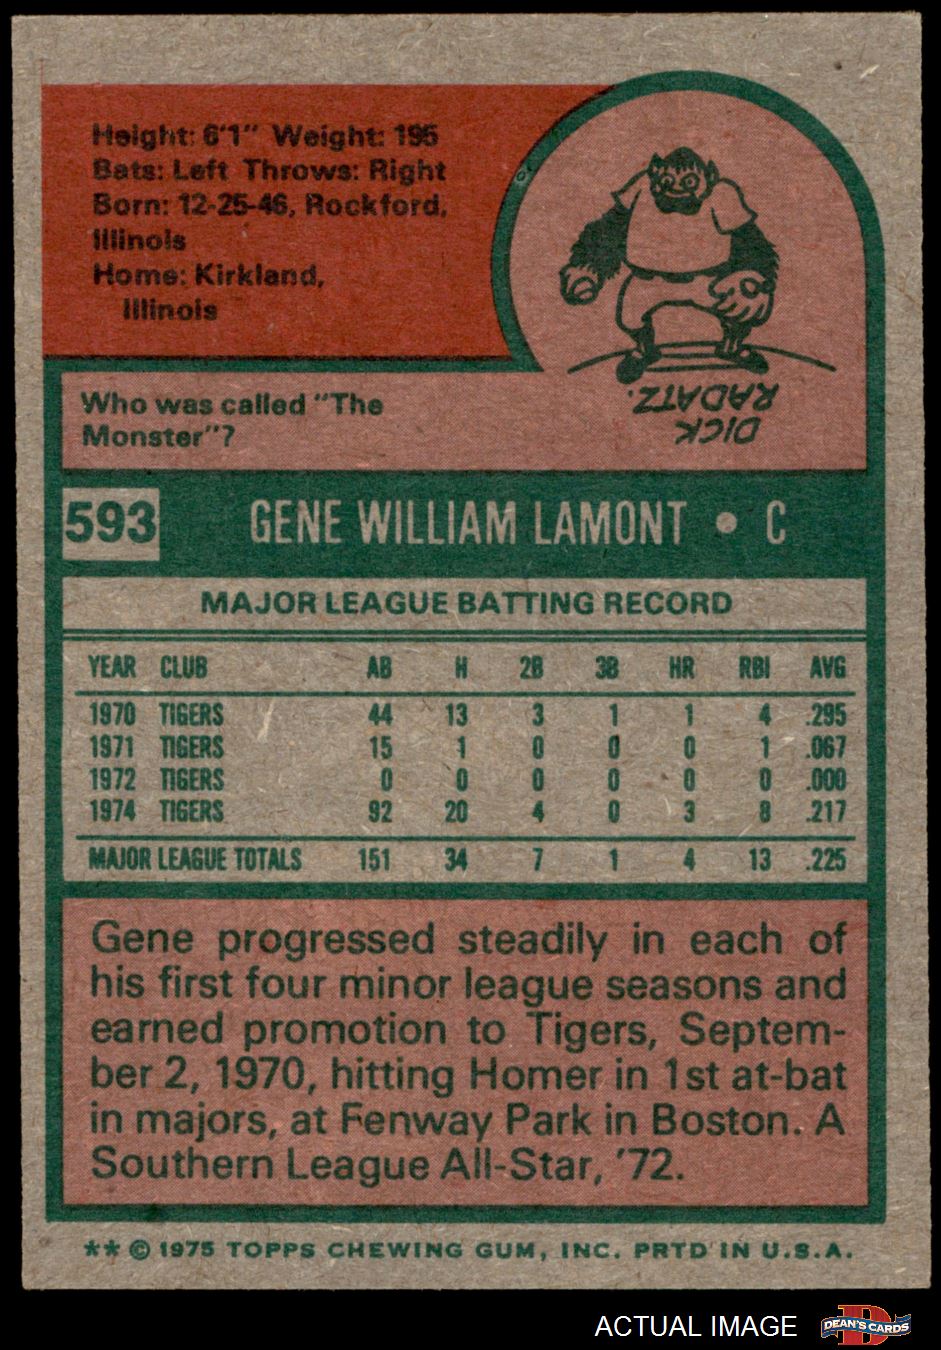 Height: 6'1" Weight: 195
Bats: Left Throws: Right
Born: 12-25-46, Rockford,
Illinois
Home: Kirkland,
Illinois
Who was called "The
Monster"?
DICK
RADATZ.
593 GENE WILLIAM LAMONT • C
MAJOR LEAGUE BATTING RECORD
YEAR CLUB AB H 2B 3B HR RBI AVG
1970 TIGERS 44 13 3 1 1 4 .295
1971 TIGERS 15 1 0 0 0 1 .067
1972 TIGERS 0 0 0 0 0 0 .000
1974 TIGERS 92 20 4 0 3 8 .217
MAJOR LEAGUE TOTALS 151 34 7 1 4 13 .225
Gene progressed steadily in each of
his first four minor league seasons and
earned promotion to Tigers, Septem-
ber 2, 1970, hitting Homer in 1st at-bat
in majors, at Fenway Park in Boston. A
Southern League All-Star, '72.
** © 1975 TOPPS CHEWING GUM, INC. PRTD IN U.S.A.
ACTUAL IMAGE
D
DEAN'S CARDS